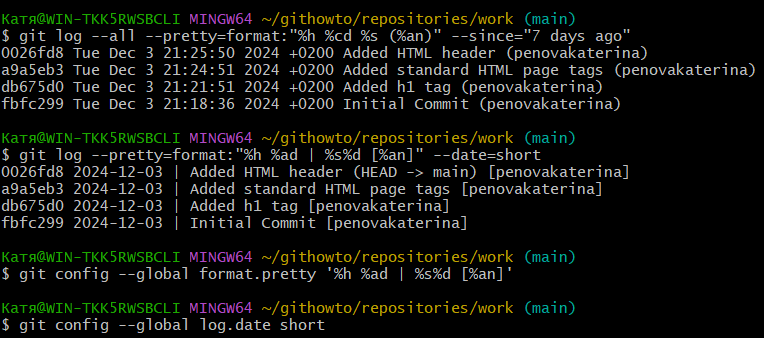 Катя@WIN-TKK5RWSBCLI MINGW64 ~/githowto/repositories/work (main)
$ git log --all --pretty=format:"%h %cd %s (%an)" --since="7 days ago"
0026fd8 Tue Dec 3 21:25:50 2024 +0200 Added HTML header (penovakaterina)
a9a5eb3 Tue Dec 3 21:24:51 2024 +0200 Added standard HTML page tags (penovakaterina)
db675d0 Tue Dec 3 21:21:51 2024 +0200 Added h1 tag (penovakaterina)
fbfc299 Tue Dec 3 21:18:36 2024 +0200 Initial Commit (penovakaterina)
Катя@WIN-TKK5RWSBCLI MINGW64 ~/githowto/repositories/work (main)
$ git log --pretty=format:"%h %ad | %s%d [%an]" --date=short
0026fd8 2024-12-03 | Added HTML header (HEAD -> main) [penovakaterina]
a9a5eb3 2024-12-03 | Added standard HTML page tags [penovakaterina]
db675d0 2024-12-03 | Added h1 tag [penovakaterina]
fbfc299 2024-12-03 | Initial Commit [penovakaterina]
Катя@WIN-TKK5RWSBCLI MINGW64 ~/githowto/repositories/work (main)
$ git config --global format.pretty '%h %ad | %s%d [%an]'
Катя@WIN-TKK5RWSBCLI MINGW64 ~/githowto/repositories/work (main)
$ git config --global log.date short